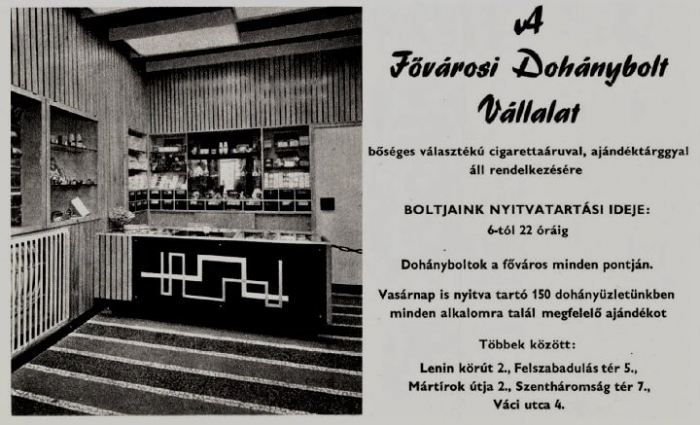 A
Fővárosi Dohánybolt
Vállalat
bőséges választékú cigarettaáruval, ajándéktárggyal
áll rendelkezésére
BOLTJAINK NYITVATARTÁSI IDEJE:
6-tól 22 óráig
Dohányboltok a főváros minden pontján.
Vasárnap is nyitva tartó 150 dohányüzletünkben
minden alkalomra talál megfelelő ajándékot
Többek között:
Lenin körút 2., Felszabadulás tér 5.,
Mártírok útja 2., Szentháromság tér 7.,
Váci utca 4.